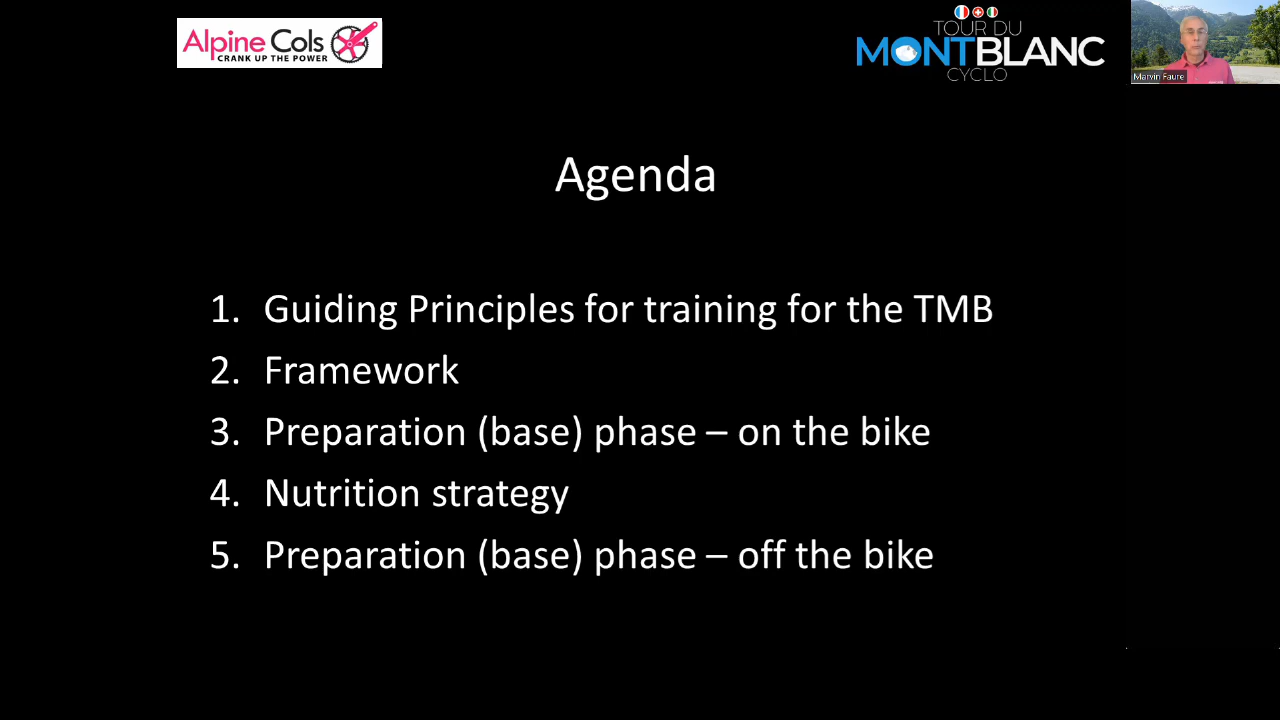 Alpine Cols
CRANK UP THE POWER
TOUR DU
MONTBLANC
CYCLO
Marvin Faure
Agenda
1. Guiding Principles for training for the TMB
2. Framework
3. Preparation (base) phase – on the bike
4. Nutrition strategy
5. Preparation (base) phase – off the bike